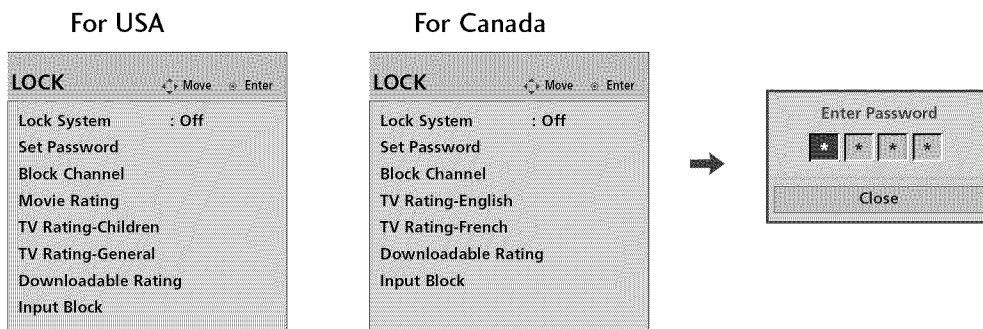 For USA
LOCK Move Enter
Lock System : Off
Set Password
Block Channel
Movie Rating
TV Rating-Children
TV Rating-General
Downloadable Rating
Input Block
For Canada
LOCK Move Enter
Lock System : Off
Set Password
Block Channel
TV Rating-English
TV Rating-French
Downloadable Rating
Input Block
Enter Password
* * * *
Close